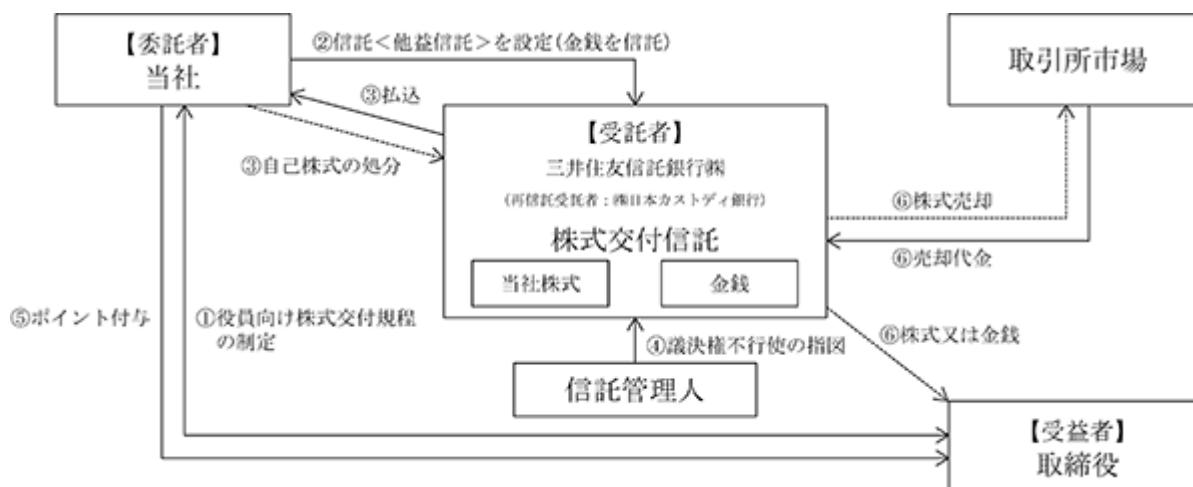 【委託者】
当社
②信託<他益信託>を設定(金銭を信託)
取引所市場
③払込
③自己株式の処分
【受託者】
三井住友信託銀行㈱
(再信託受託者：㈱日本カストディ銀行)
株式交付信託
当社株式
金銭
⑥株式売却
⑥売却代金
⑤ポイント付与
①役員向け株式交付規程
の制定
④議決権不行使の指図
⑥株式又は金銭
信託管理人
【受益者】
取締役